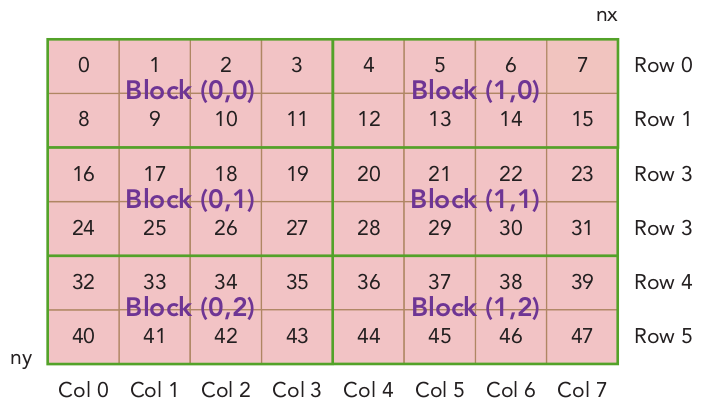 nx
0 1 2 3 4 5 6 7 Row 0
Block (0,0) Block (1,0)
8 9 10 11 12 13 14 15 Row 1
16 17 18 19 20 21 22 23 Row 3
Block (0,1) Block (1,1)
24 25 26 27 28 29 30 31 Row 3
32 33 34 35 36 37 38 39 Row 4
Block (0,2) Block (1,2)
40 41 42 43 44 45 46 47 Row 5
ny
Col 0 Col 1 Col 2 Col 3 Col 4 Col 5 Col 6 Col 7